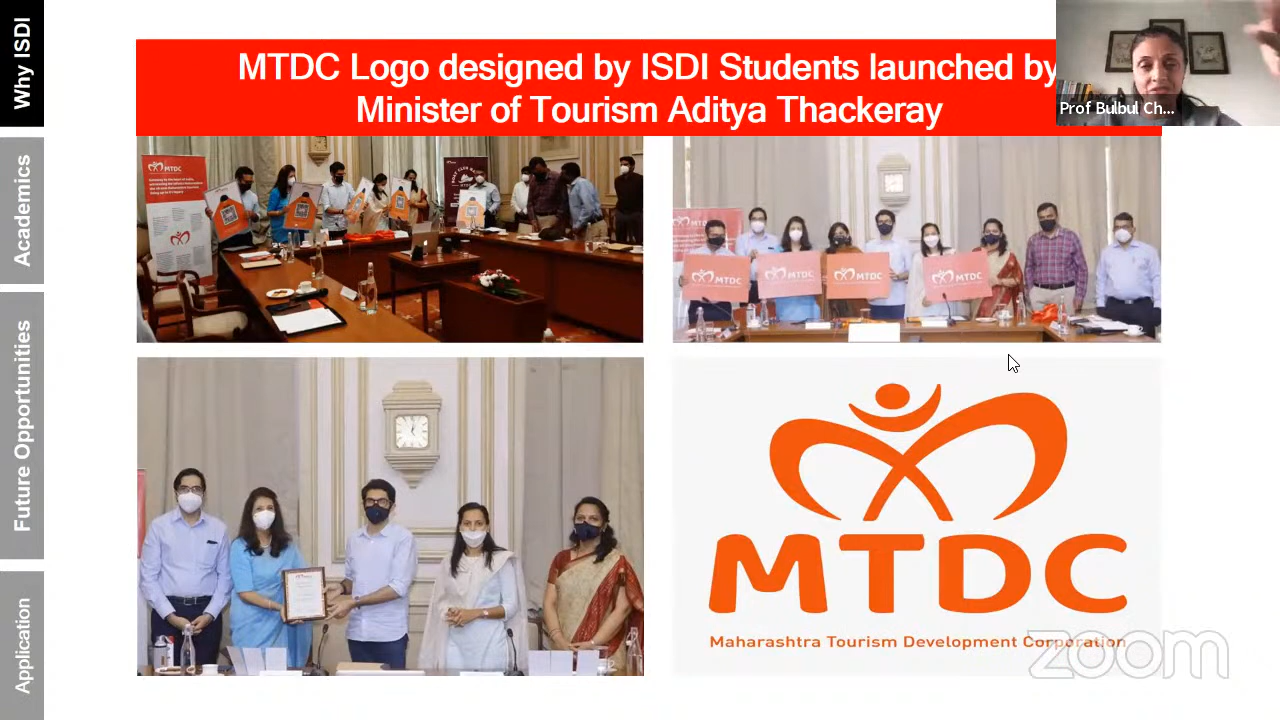 Why ISDI
Academics
Future Opportunities
Application
MTDC Logo designed by ISDI Students launched by
Minister of Tourism Aditya Thackeray
Prof Bulbul Ch...
MTDC
MTDC
MTDC
MTDC
MTDC
MTDC
MTDC
Maharashtra Tourism Development Corporation
zoom